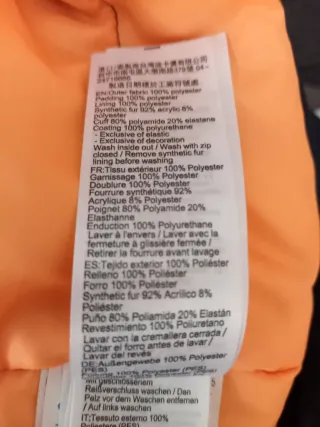 EN:Outer fabric 100% polyester
Padding 100% polyester
Lining 100% polyester
Synthetic fur 92% acrylic 8%
polyester
Cuff 80% polyamide 20% elastane
Coating 100% polyurethane
- Exclusive of elastic
- Exclusive of decoration
Wash inside out / Wash with zip
closed / Remove synthetic fur
lining before washing
FR:Tissu extérieur 100% Polyester
Garnissage 100% Polyester
Doublure 100% Polyester
Fourrure synthétique 92%
Acrylique 8% Polyester
Poignet 80% Polyamide 20%
Elasthanne
Enduction 100% Polyurethane
Laver à l'envers / Laver avec la
fermeture à glissière fermée /
Retirer la fourrure avant lavage
ES:Tejido exterior 100% Poliéster
Relleno 100% Poliéster
Forro 100% Poliéster
Synthetic fur 92% Acrílico 8%
Poliéster
Puño 80% Poliamida 20% Elastán
Revestimiento 100% Poliuretano
Lavar con la cremallera cerrada /
Quitar el forro antes de lavar /
Lavar del revés
DE:Außengewebe 100% Polyester
(PES)
mit geschlossenem
Reißverschluss waschen / Den
Pelz vor dem Waschen entfernen
/ Auf links waschen
IT:Tessuto esterno 100%